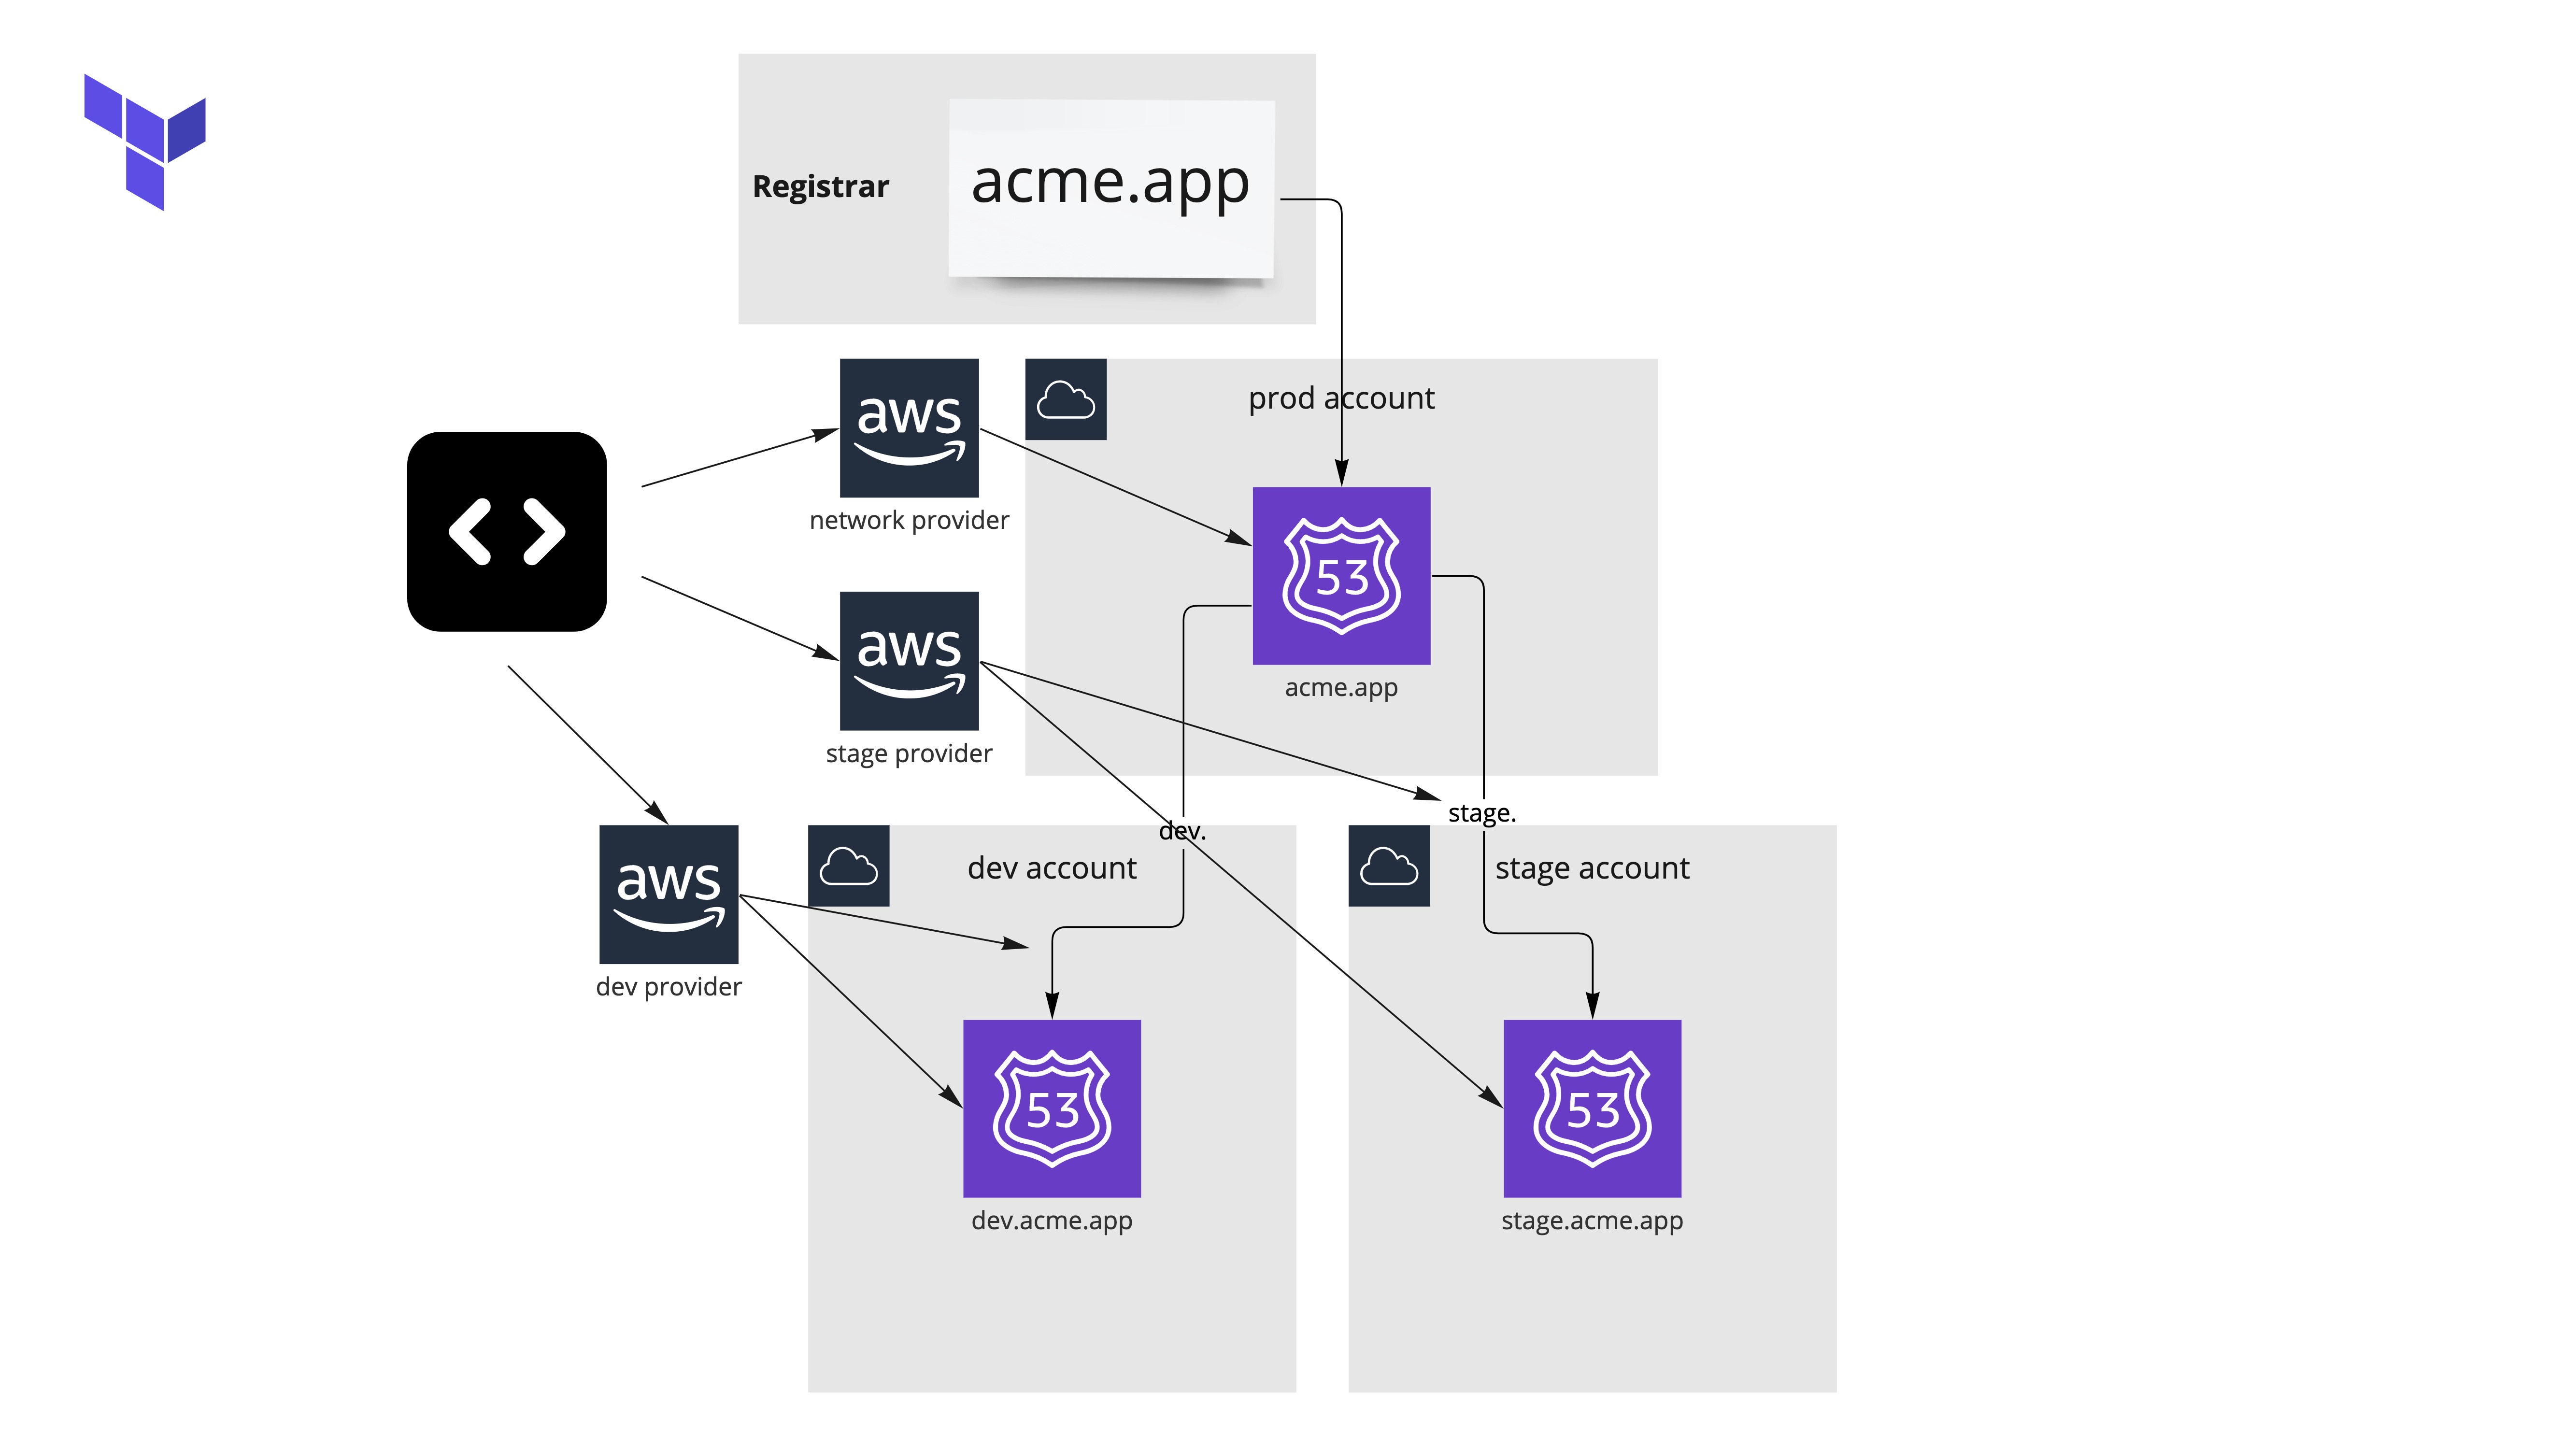 Registrar
acme.app
aws
network provider
prod account
53
acme.app
aws
stage provider
dev.
stage.
aws
dev provider
dev account
53
dev.acme.app
stage account
53
stage.acme.app